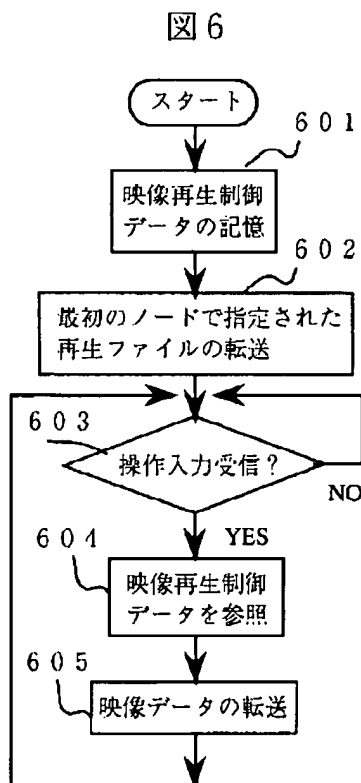 図6
スタート
601
映像再生制御
データの記憶
602
最初のノードで指定された
再生ファイルの転送
603
操作入力受信?
NO
YES
604
映像再生制御
データを参照
605
映像データの転送